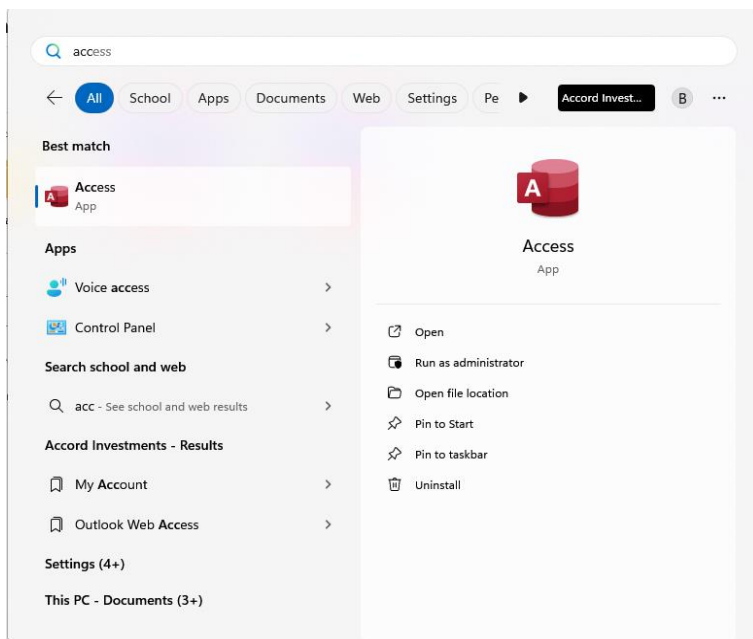 access
All School Apps Documents Web Settings Pe Accord Invest... B ...
Best match
Access
App
Apps
Voice access
Control Panel
Search school and web
acc - See school and web results
Accord Investments - Results
My Account
Outlook Web Access
Settings (4+)
This PC - Documents (3+)
A
Access
App
Open
Run as administrator
Open file location
Pin to Start
Pin to taskbar
Uninstall